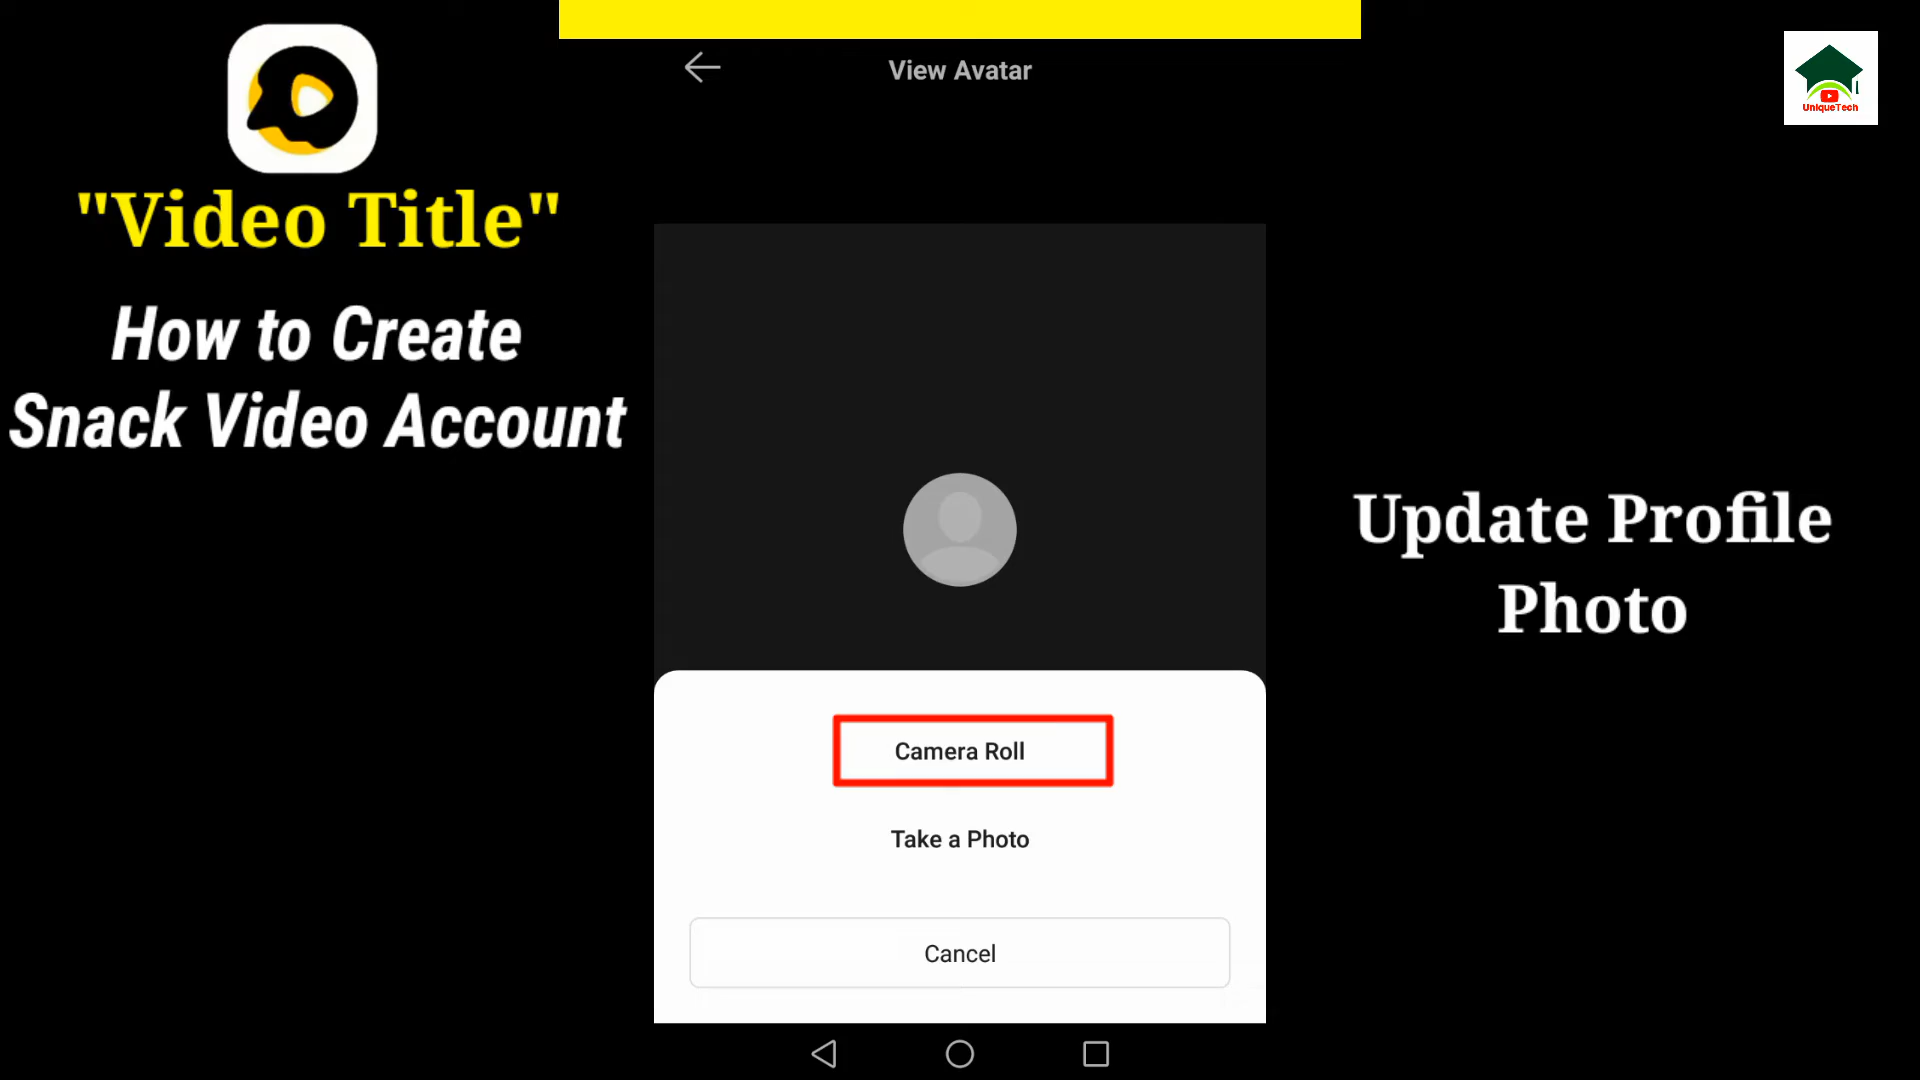 View Avatar
UniqueTech
"Video Title"
How to Create
Snack Video Account
Update Profile
Photo
Camera Roll
Take a Photo
Cancel